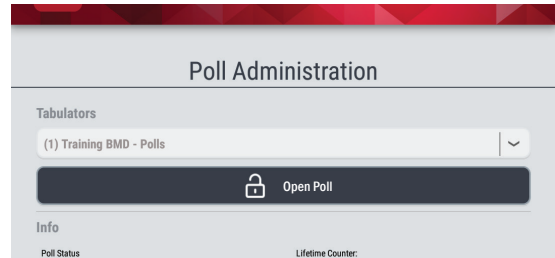 Poll Administration
Tabulators
(1) Training BMD - Polls
Open Poll
Info
Poll Status Lifetime Counter: